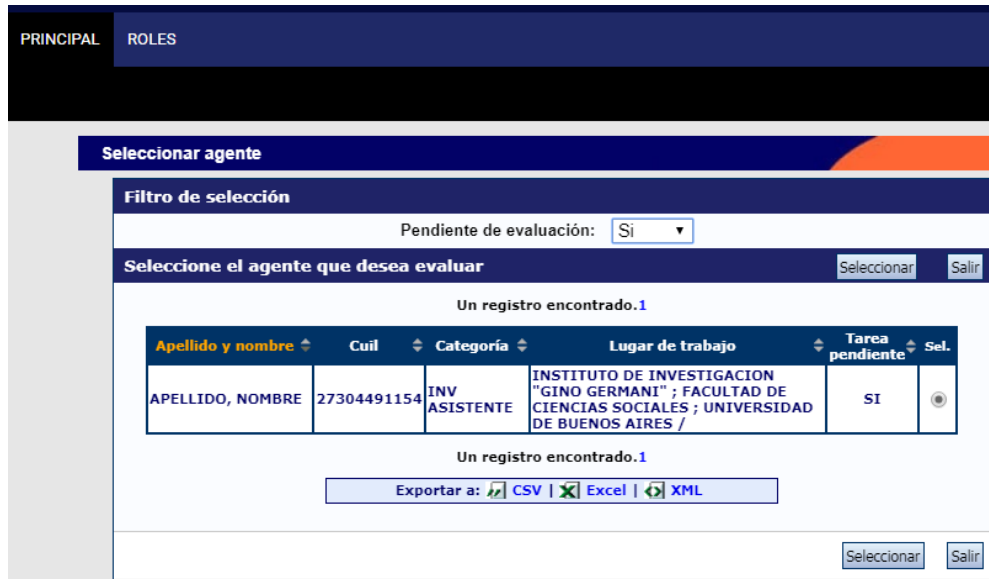 PRINCIPAL ROLES
Seleccionar agente
Filtro de selección
Pendiente de evaluación: Si
Seleccione el agente que desea evaluar Seleccionar Salir
Un registro encontrado.1
Apellido y nombre Cuil Categoría Lugar de trabajo Tarea pendiente Sel.
APELLIDO, NOMBRE 27304491154 INV ASISTENTE INSTITUTO DE INVESTIGACION
"GINO GERMANI" ; FACULTAD DE
CIENCIAS SOCIALES ; UNIVERSIDAD
DE BUENOS AIRES / SI
Un registro encontrado.1
Exportar a: CSV | Excel | XML
Seleccionar Salir